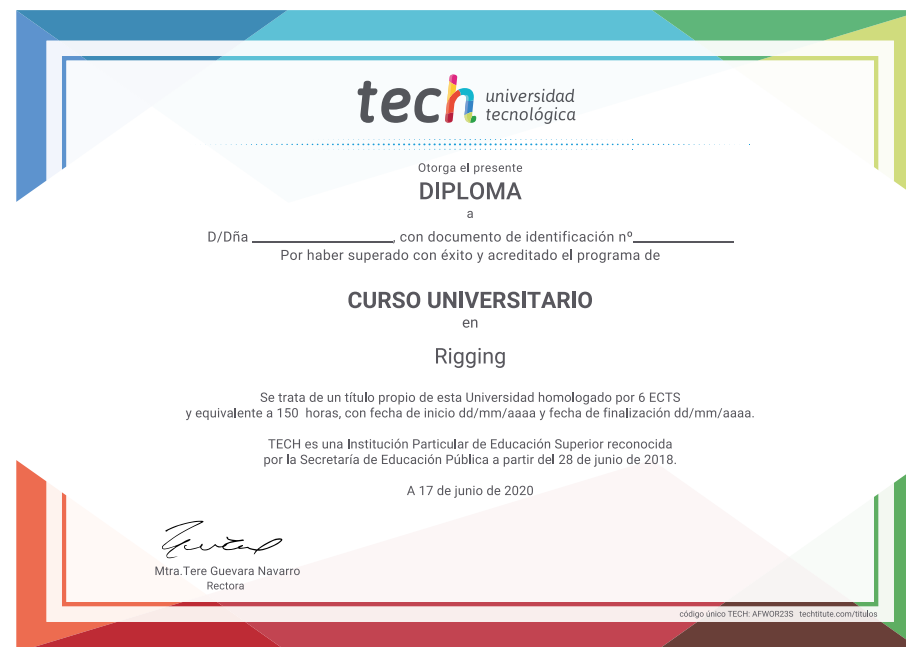 tech universidad
tecnológica
Otorga el presente
DIPLOMA
a
D/Dña ____________________, con documento de identificación nº______________
Por haber superado con éxito y acreditado el programa de
CURSO UNIVERSITARIO
en
Rigging
Se trata de un título propio de esta Universidad homologado por 6 ECTS
y equivalente a 150 horas, con fecha de inicio dd/mm/aaaa y fecha de finalización dd/mm/aaaa.
TECH es una Institución Particular de Educación Superior reconocida
por la Secretaría de Educación Pública a partir del 28 de junio de 2018.
A 17 de junio de 2020
Mtra.Tere Guevara Navarro
Rectora
código único TECH: AFWOR23S techtitute.com/titulos